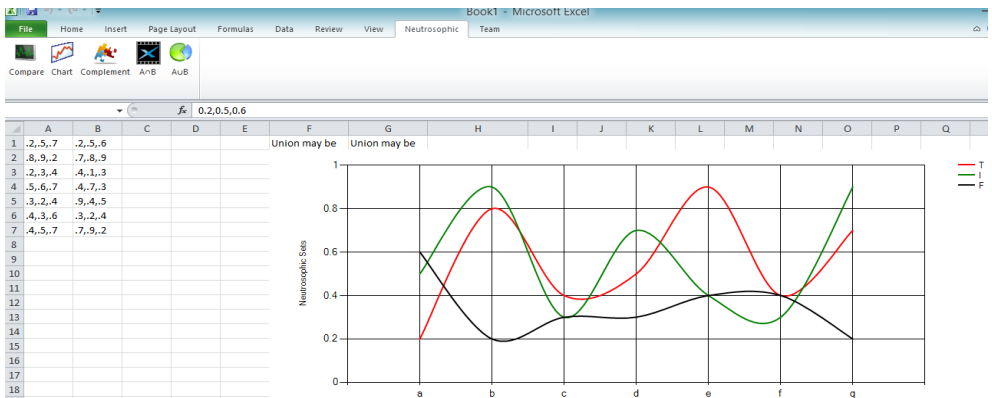 Book1 - Microsoft Excel
File Home Insert Page Layout Formulas Data Review View Neutrosophic Team
Compare Chart Complement A∩B A∪B
fx 0.2,0.5,0.6
A B C D E F G H I J K L M N O P Q
1 .2,.5,.7 .2,.5,.6 Union may be Union may be
2 .8,.9,.2 .7,.8,.9
3 .2,.3,.4 .4,.1,.3
4 .5,.6,.7 .4,.7,.3
5 .3,.2,.4 .9,.4,.5
6 .4,.3,.6 .3,.2,.4
7 .4,.5,.7 .7,.9,.2
8
9
10
11
12
13
14
15
16
17
18
Neutrosophic Sets
1
0.8
0.6
0.4
0.2
0
a b c d e f g
T
I
F